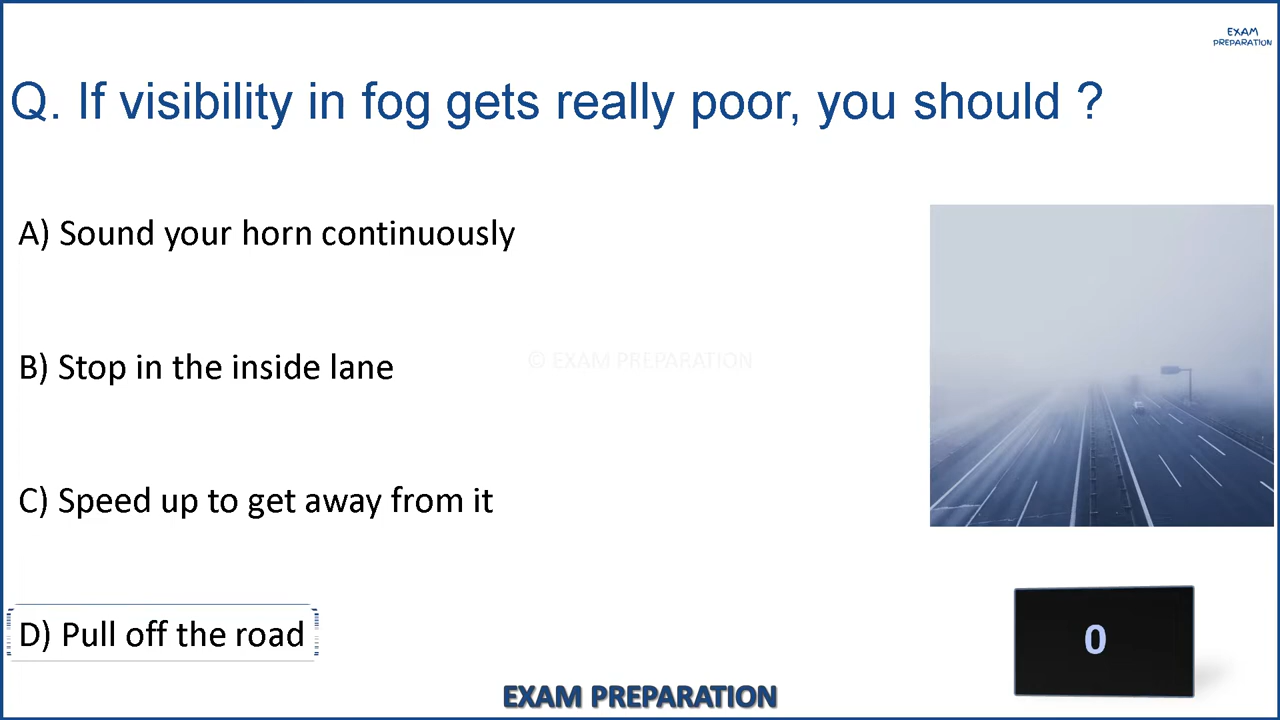 EXAM
PREPARATION
Q. If visibility in fog gets really poor, you should ?
A) Sound your horn continuously
B) Stop in the inside lane
© EXAM PREPARATION
C) Speed up to get away from it
D) Pull off the road
0
EXAM PREPARATION